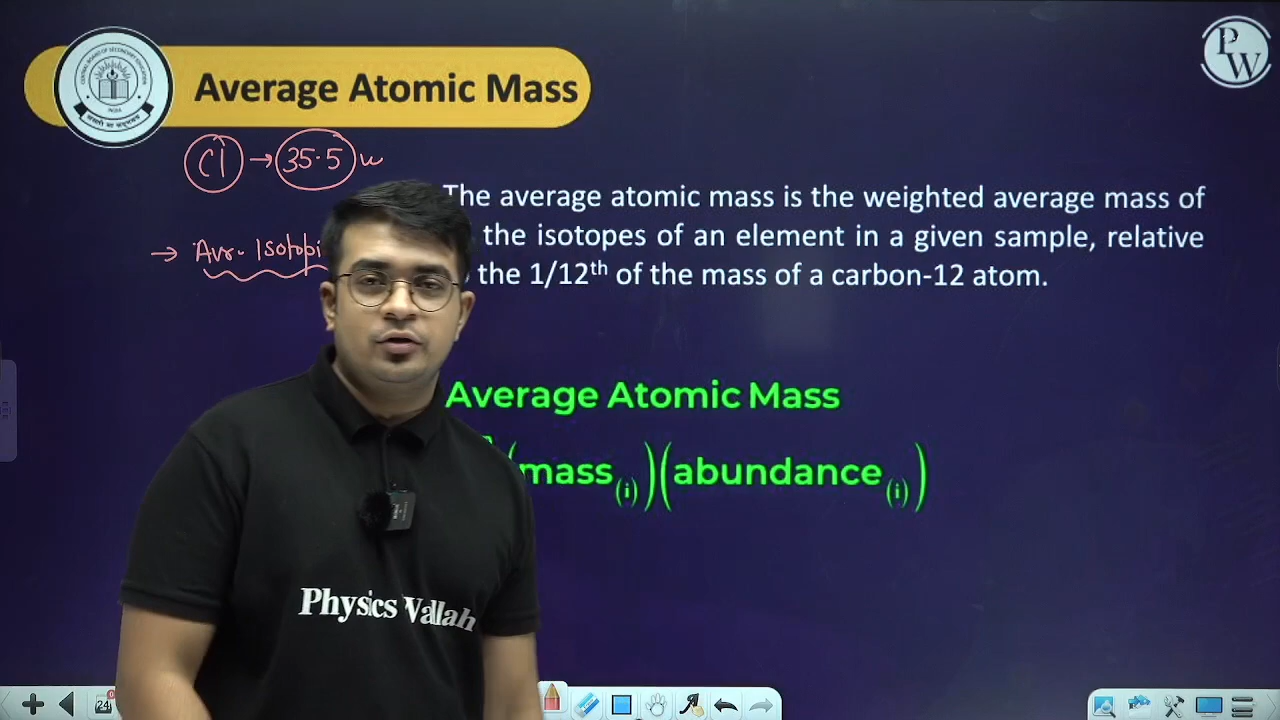 Average Atomic Mass
PW
Cl → 35.5 u
The average atomic mass is the weighted average mass of
→ Avr. Isotopi
the isotopes of an element in a given sample, relative
the 1/12th of the mass of a carbon-12 atom.
Average Atomic Mass
(mass(i))(abundance(i))
Physics Wallah
24